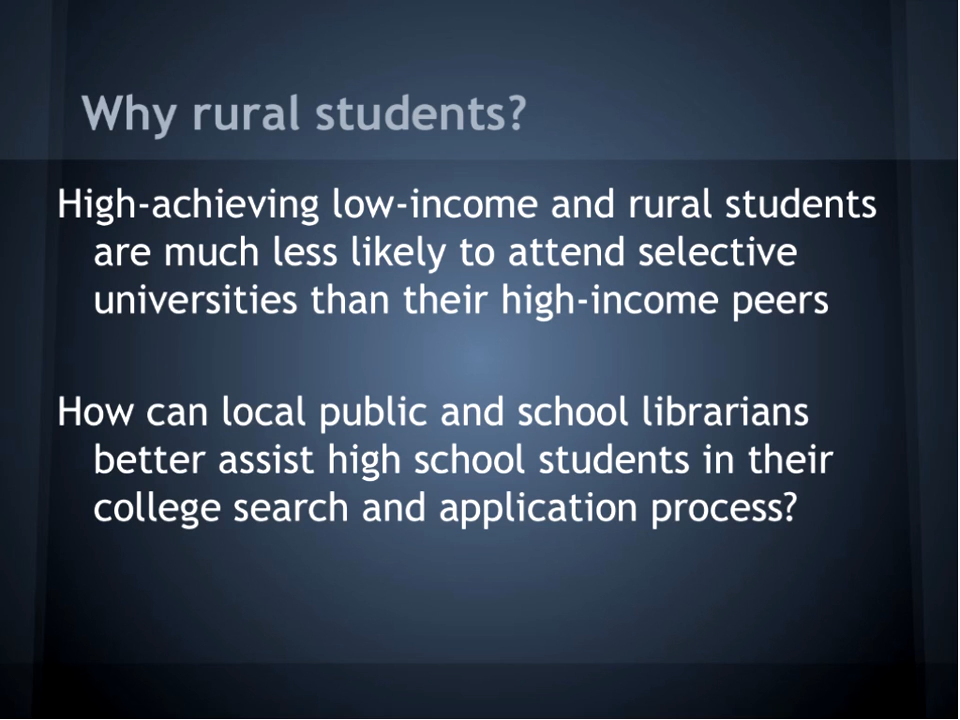 Why rural students?
High-achieving low-income and rural students
are much less likely to attend selective
universities than their high-income peers
How can local public and school librarians
better assist high school students in their
college search and application process?